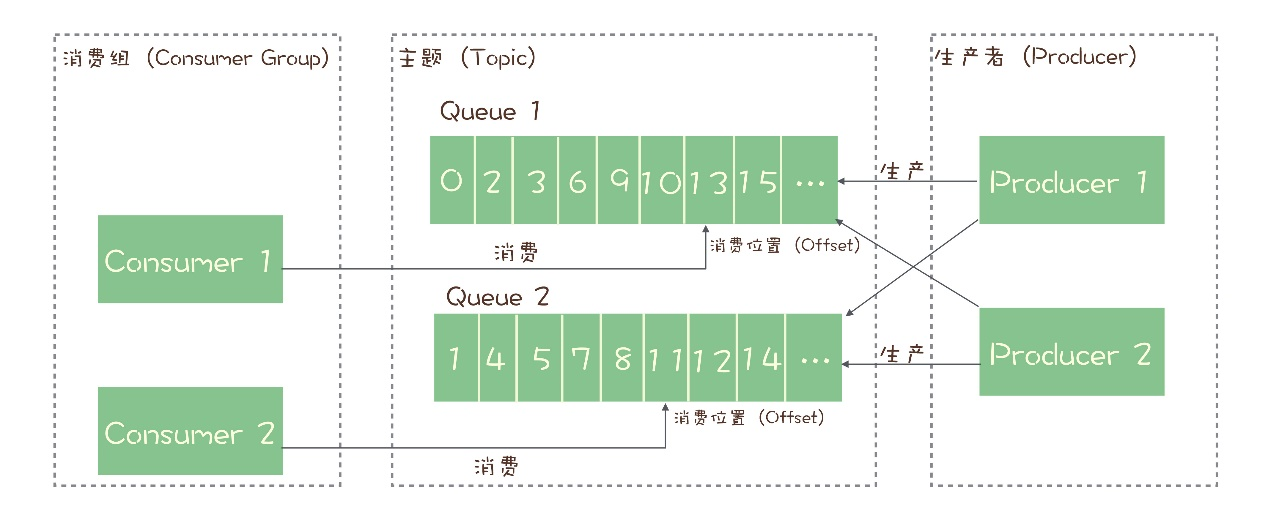 消费组 (Consumer Group)
Consumer 1
Consumer 2
消费
消费
主题 (Topic)
Queue 1
0 2 3 6 9 10 13 15 ...
消费位置 (Offset)
Queue 2
1 4 5 7 8 11 12 14 ...
消费位置 (Offset)
生产
生产
生产者 (Producer)
Producer 1
Producer 2